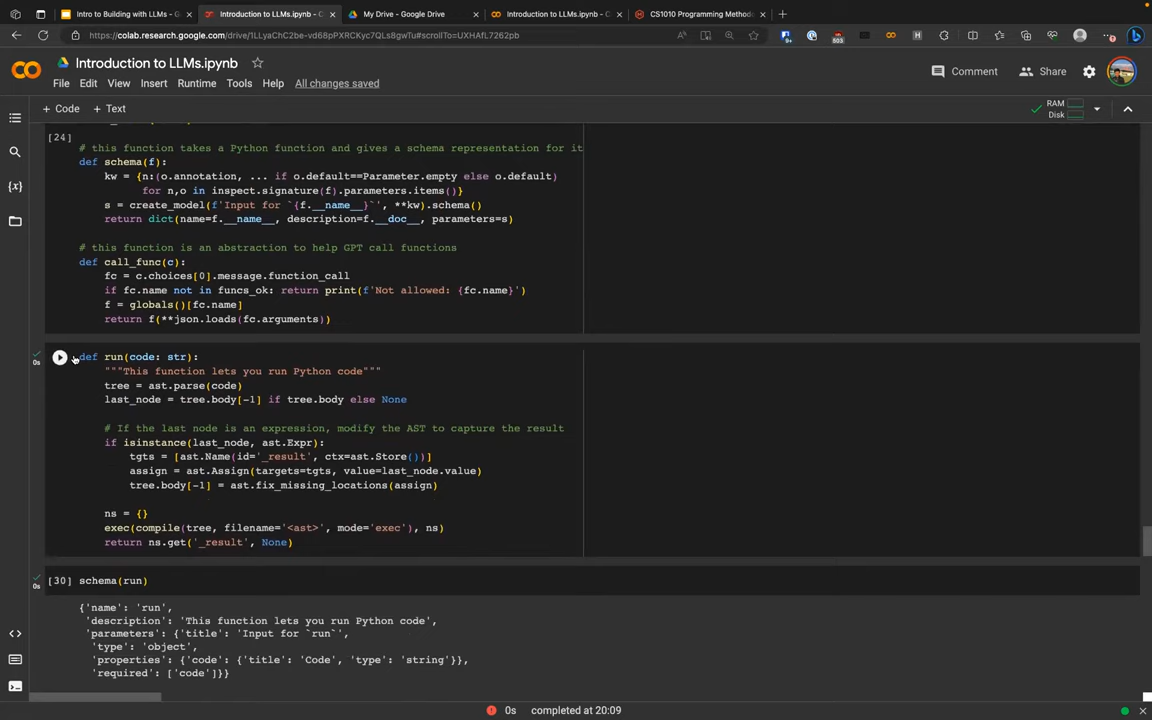 Intro to Building with LLMs - G
Introduction to LLMs.ipynb - C
My Drive - Google Drive
Introduction to LLMs.ipynb - C
CS1010 Programming Method
https://colab.research.google.com/drive/1LLyaChC2be-vd68pPXRCKyc7QLs8gwTu#scrollTo=UXHAfL7262pb
503
Introduction to LLMs.ipynb
Comment
Share
File Edit View Insert Runtime Tools Help All changes saved
+ Code + Text
RAM
Disk
[24]
# this function takes a Python function and gives a schema representation for it
def schema(f):
kw = {n:(o.annotation, ... if o.default==Parameter.empty else o.default)
for n,o in inspect.signature(f).parameters.items()}
s = create_model(f'Input for `{f.__name__}`', **kw).schema()
return dict(name=f.__name__, description=f.__doc__, parameters=s)
# this function is an abstraction to help GPT call functions
def call_func(c):
fc = c.choices[0].message.function_call
if fc.name not in funcs_ok: return print(f'Not allowed: {fc.name}')
f = globals()[fc.name]
return f(**json.loads(fc.arguments))
0s
def run(code: str):
"""This function lets you run Python code"""
tree = ast.parse(code)
last_node = tree.body[-1] if tree.body else None
# If the last node is an expression, modify the AST to capture the result
if isinstance(last_node, ast.Expr):
tgts = [ast.Name(id='_result', ctx=ast.Store())]
assign = ast.Assign(targets=tgts, value=last_node.value)
tree.body[-1] = ast.fix_missing_locations(assign)
ns = {}
exec(compile(tree, filename='<ast>', mode='exec'), ns)
return ns.get('_result', None)
0s
[30] schema(run)
{'name': 'run',
'description': 'This function lets you run Python code',
'parameters': {'title': 'Input for `run`',
'type': 'object',
'properties': {'code': {'title': 'Code', 'type': 'string'}},
'required': ['code']}}
0s completed at 20:09